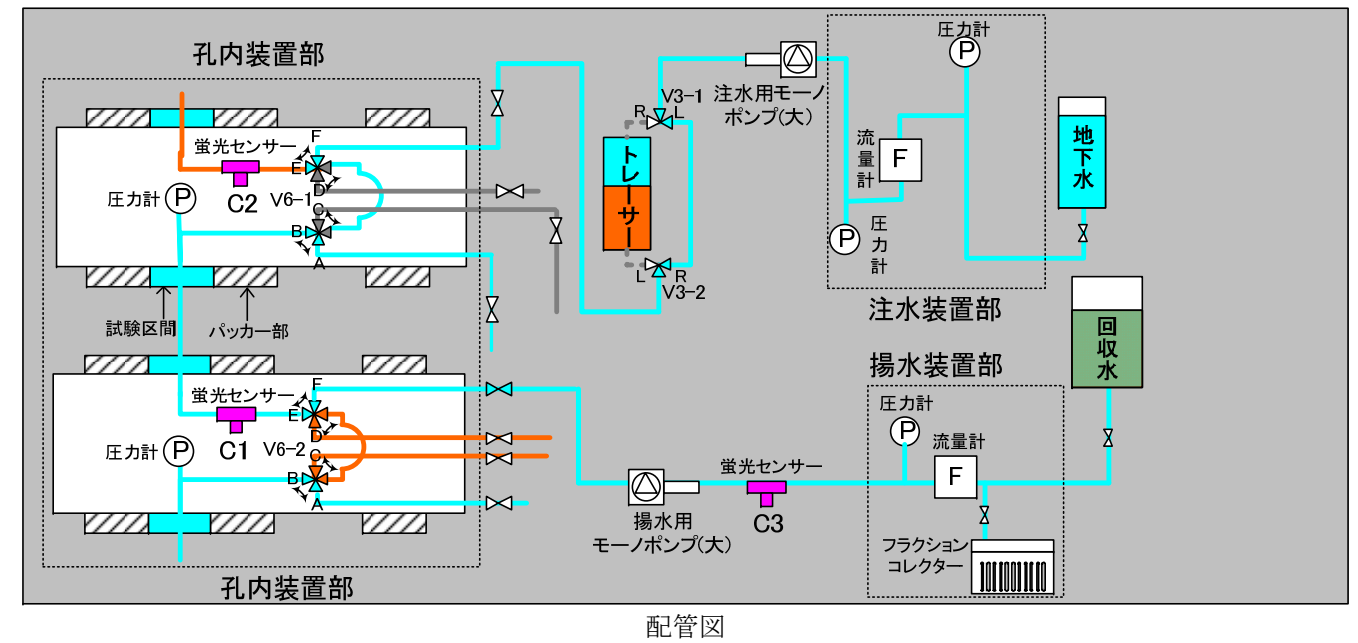 孔内装置部
蛍光センサー
圧力計
P
C2
V6-1
F
E
D
C
B
A
試験区間
パッカー部
蛍光センサー
圧力計
P
C1
V6-2
F
E
D
C
B
A
孔内装置部
トレーサー
R
V3-1
L
L
R
V3-2
注水用モーノ
ポンプ(大)
圧力計
P
流量計
F
P
圧力計
地下水
注水装置部
回収水
揚水装置部
圧力計
P
流量計
F
蛍光センサー
C3
揚水用
モーノポンプ(大)
フラクション
コレクター
配管図